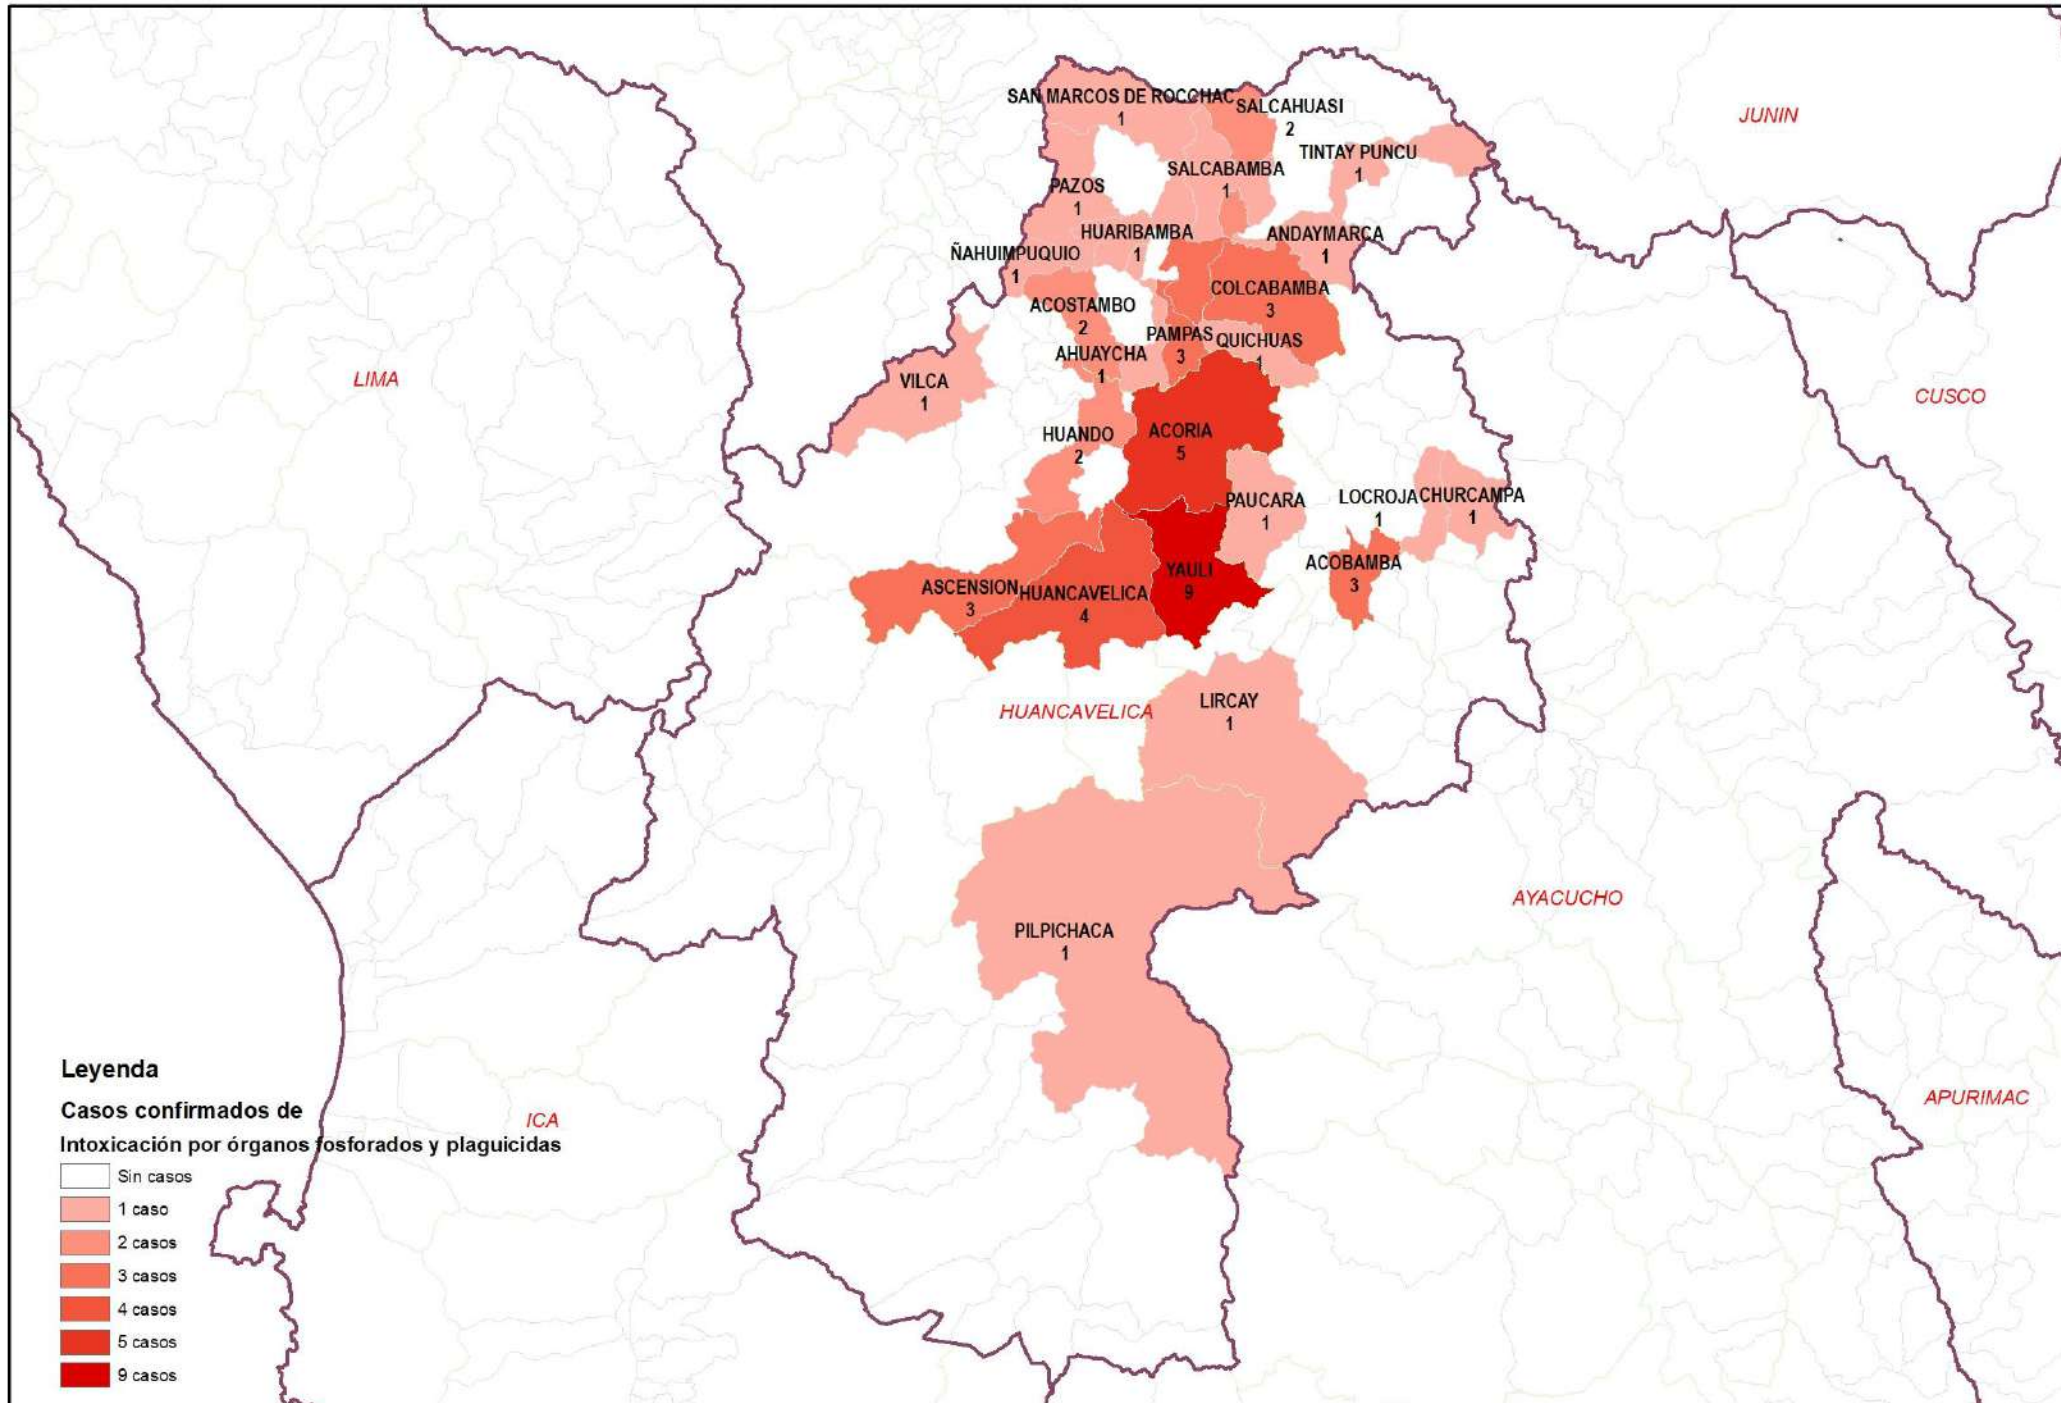 SAN MARCOS DE ROCCHAC
1
SALCAHUASI
2
JUNIN
TINTAY PUNCU
1
SALCABAMBA
1
PAZOS
1
HUARIBAMBA
1
ANDAYMARCA
1
ÑAHUIMPUQUIO
1
COLCABAMBA
3
ACOSTAMBO
2
PAMPAS
3
QUICHUAS
1
AHUAYCHA
1
VILCA
1
LIMA
CUSCO
HUANDO
2
ACORIA
5
PAUCARA
1
LOCROJA
1
CHURCAMPA
1
ACOBAMBA
3
YAULI
9
ASCENSION
3
HUANCAVELICA
4
HUANCAVELICA
LIRCAY
1
AYACUCHO
PILPICHACA
1
APURIMAC
ICA
Leyenda
Casos confirmados de
Intoxicación por órganos fosforados y plaguicidas
Sin casos
1 caso
2 casos
3 casos
4 casos
5 casos
9 casos